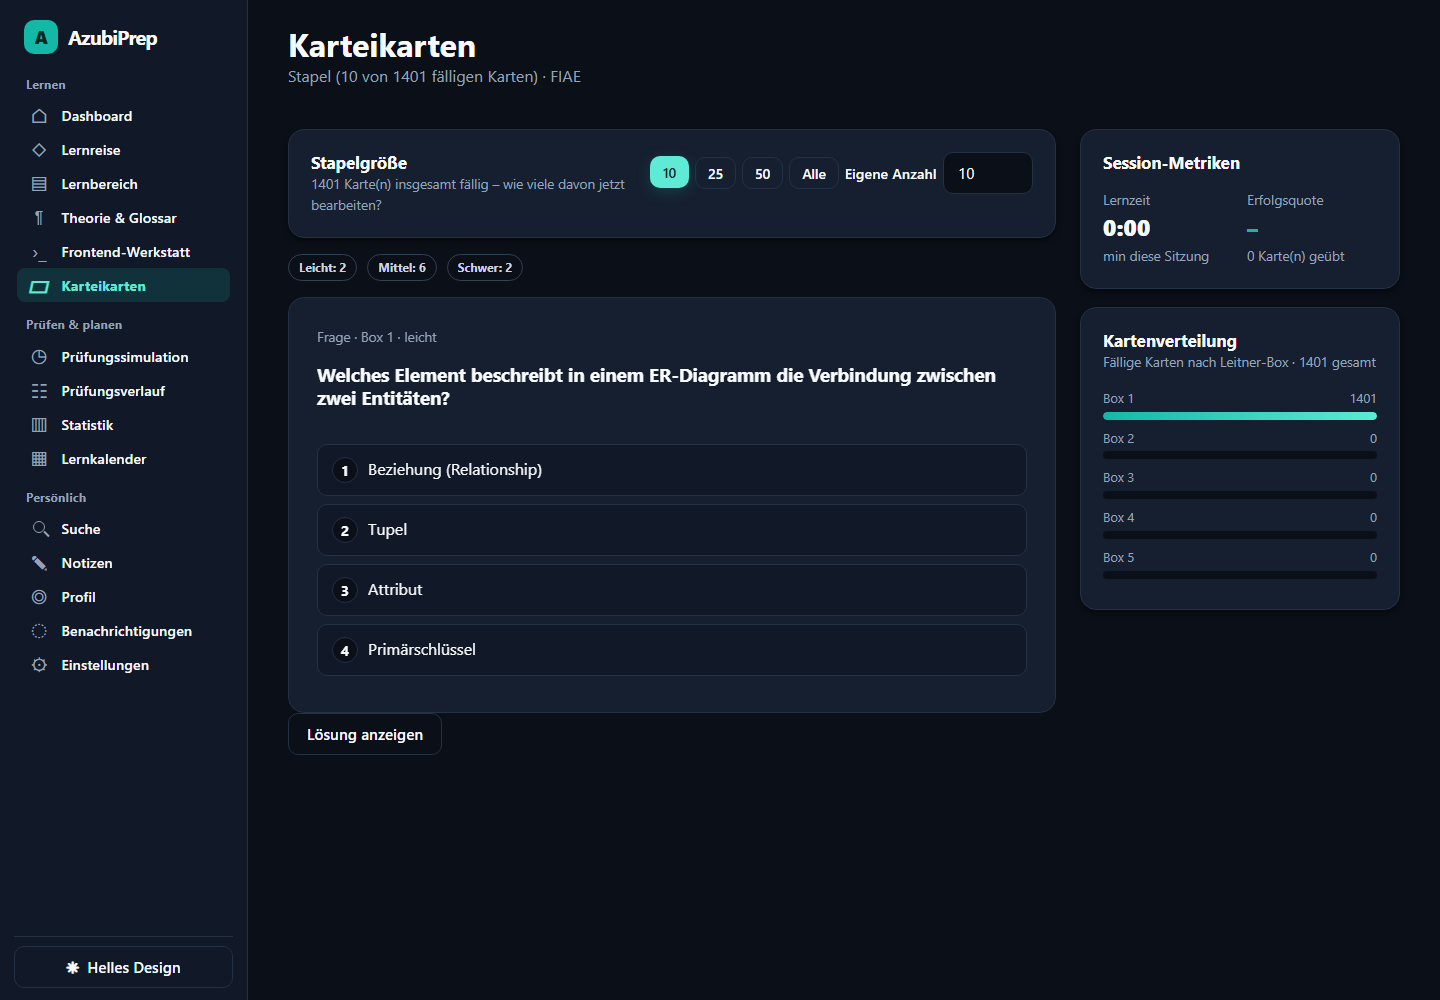 A AzubiPrep
Lernen
Dashboard
Lernreise
Lernbereich
¶ Theorie & Glossar
›_ Frontend-Werkstatt
Karteikarten
Prüfen & planen
Prüfungssimulation
Prüfungsverlauf
Statistik
Lernkalender
Persönlich
Suche
Notizen
Profil
Benachrichtigungen
Einstellungen
Helles Design
Karteikarten
Stapel (10 von 1401 fälligen Karten) · FIAE
Stapelgröße
1401 Karte(n) insgesamt fällig – wie viele davon jetzt
bearbeiten?
10 25 50 Alle Eigene Anzahl 10
Leicht: 2 Mittel: 6 Schwer: 2
Frage · Box 1 · leicht
Welches Element beschreibt in einem ER-Diagramm die Verbindung zwischen
zwei Entitäten?
1 Beziehung (Relationship)
2 Tupel
3 Attribut
4 Primärschlüssel
Lösung anzeigen
Session-Metriken
Lernzeit Erfolgsquote
0:00 –
min diese Sitzung 0 Karte(n) geübt
Kartenverteilung
Fällige Karten nach Leitner-Box · 1401 gesamt
Box 1 1401
Box 2 0
Box 3 0
Box 4 0
Box 5 0